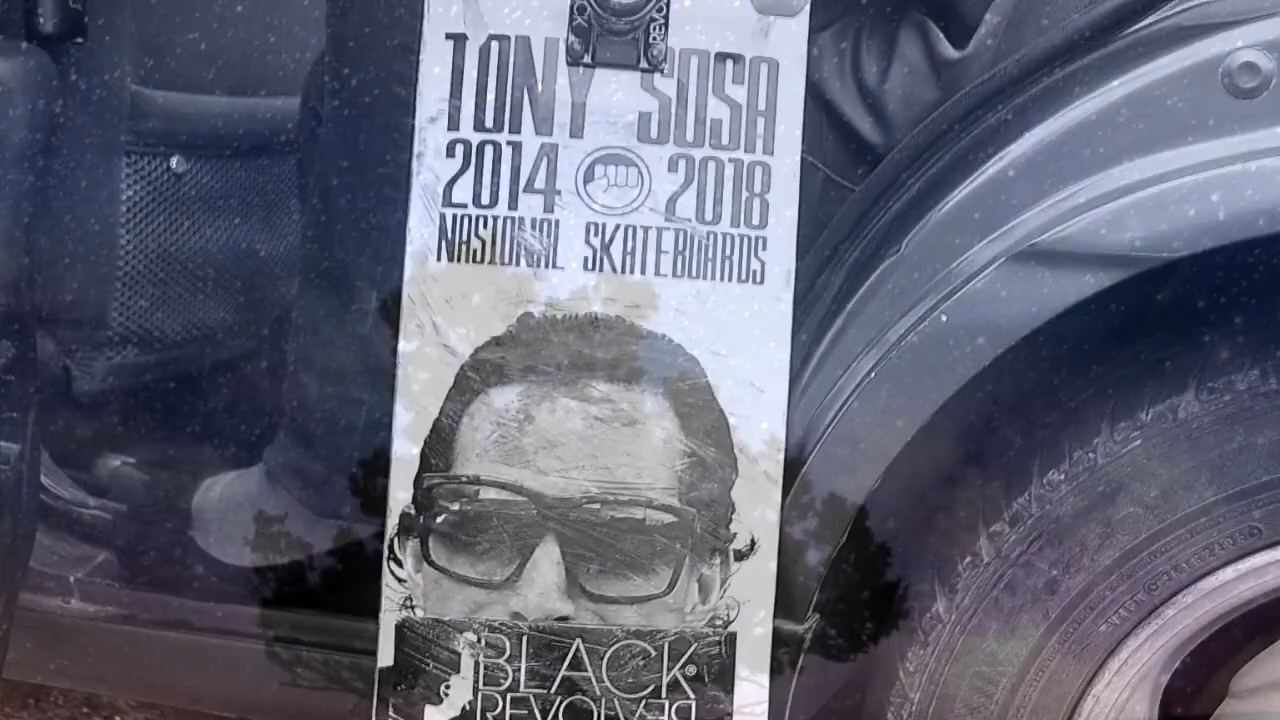 TONY SOSA
2014 2018
NASIONAL SKATEBOARDS
BLACK®
REVOLVER